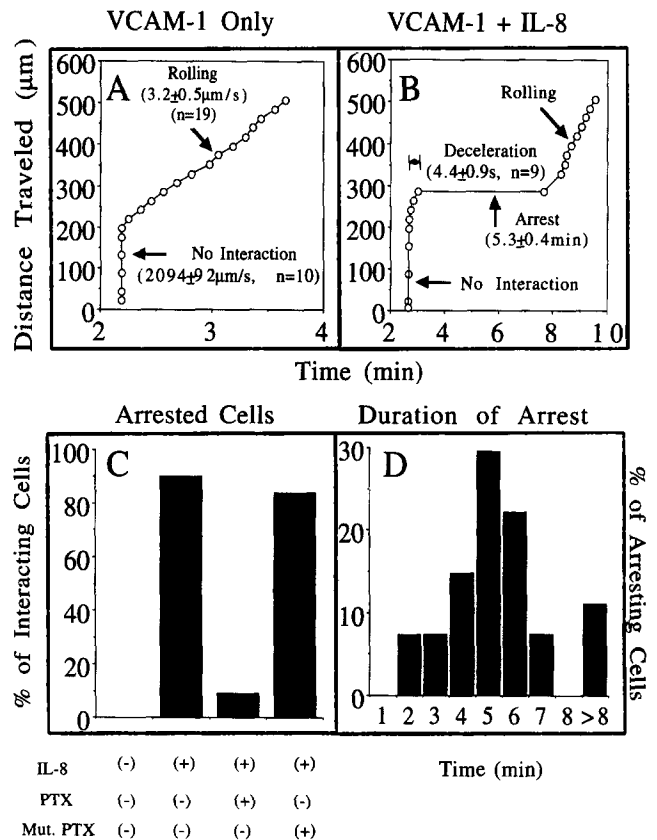 VCAM-1 Only
VCAM-1 + IL-8
Distance Traveled (µm)
600
500
400
300
200
100
0
A
Rolling
(3.2±0.5µm/s)
(n=19)
No Interaction
(2094±92µm/s, n=10)
2
3
4
600
500
400
300
200
100
0
B
Rolling
Deceleration
(4.4±0.9s, n=9)
Arrest
(5.3±0.4min)
No Interaction
2
4
6
8
10
Time (min)
Arrested Cells
Duration of Arrest
% of Interacting Cells
100
80
60
40
20
0
C
30
20
10
0
D
% of Arresting Cells
1 2 3 4 5 6 7 8 >8
Time (min)
IL-8 (-) (+) (+) (+)
PTX (-) (-) (+) (-)
Mut. PTX (-) (-) (-) (+)